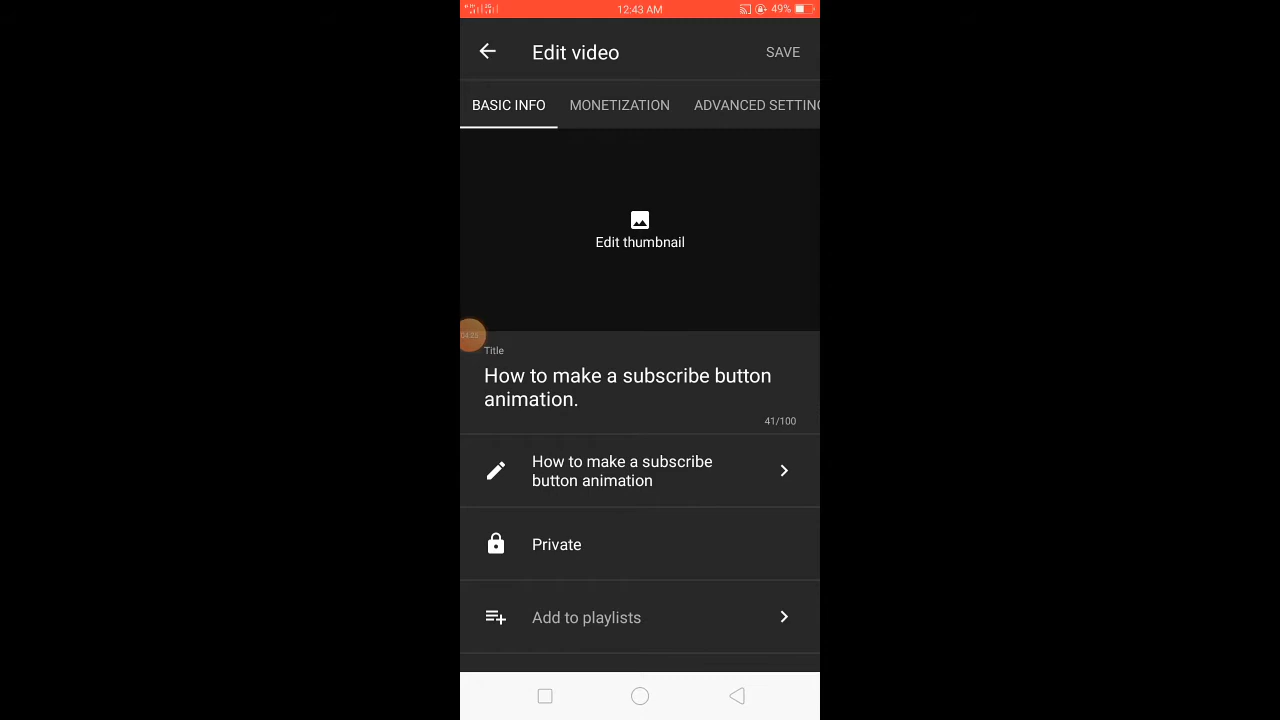 12:43 AM
49%
Edit video
SAVE
BASIC INFO
MONETIZATION
ADVANCED SETTING
Edit thumbnail
Title
How to make a subscribe button
animation.
41/100
How to make a subscribe
button animation
Private
Add to playlists